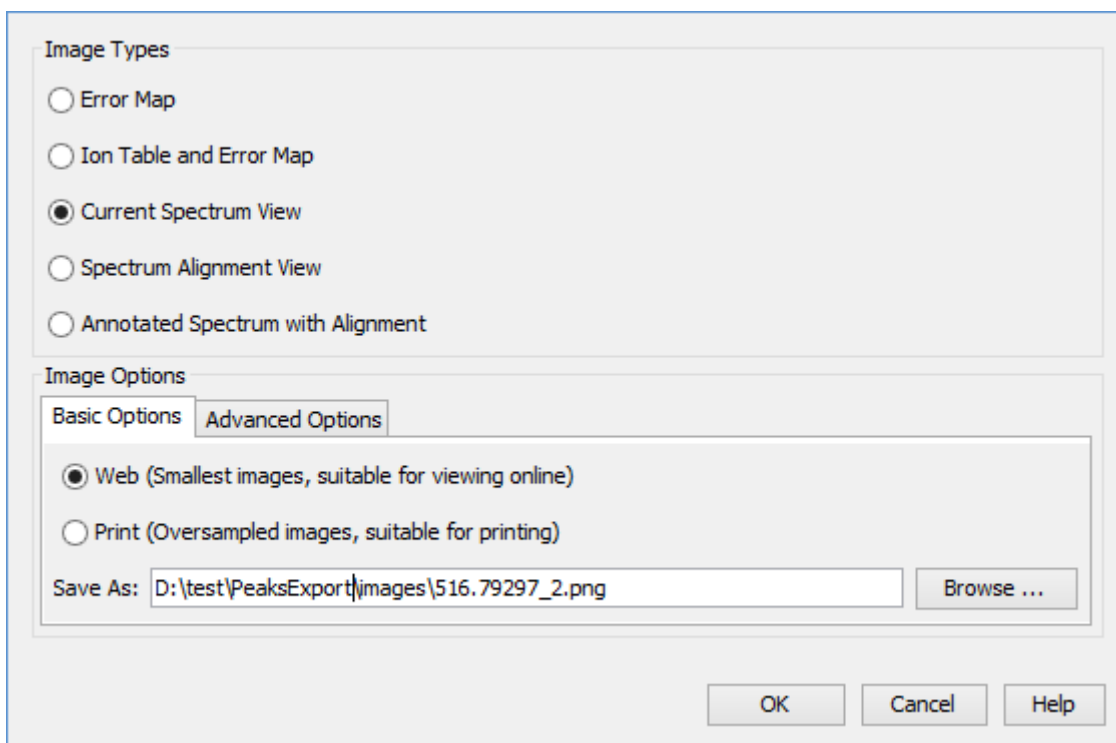 Image Types
Error Map
Ion Table and Error Map
Current Spectrum View
Spectrum Alignment View
Annotated Spectrum with Alignment
Image Options
Basic Options Advanced Options
Web (Smallest images, suitable for viewing online)
Print (Oversampled images, suitable for printing)
Save As: D:\test\PeaksExport\images\516.79297_2.png Browse ...
OK Cancel Help